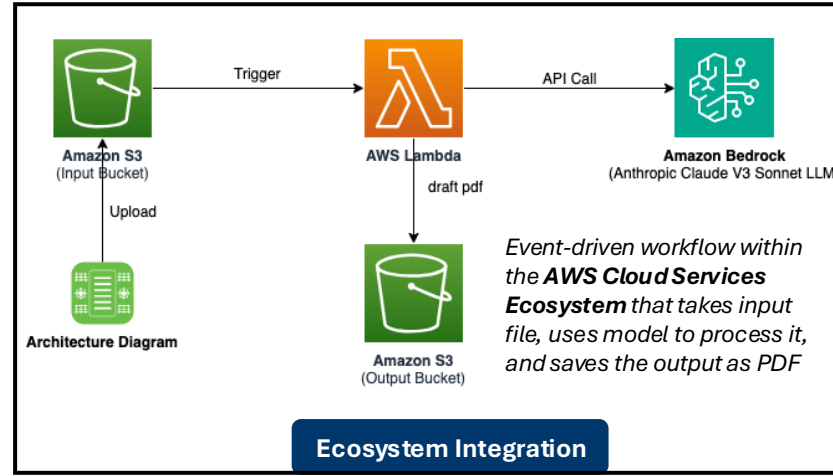 Trigger
API Call
Amazon S3
(Input Bucket)
AWS Lambda
Amazon Bedrock
(Anthropic Claude V3 Sonnet LLM
Upload
draft pdf
Architecture Diagram
Amazon S3
(Output Bucket)
Event-driven workflow within
the AWS Cloud Services
Ecosystem that takes input
file, uses model to process it,
and saves the output as PDF
Ecosystem Integration